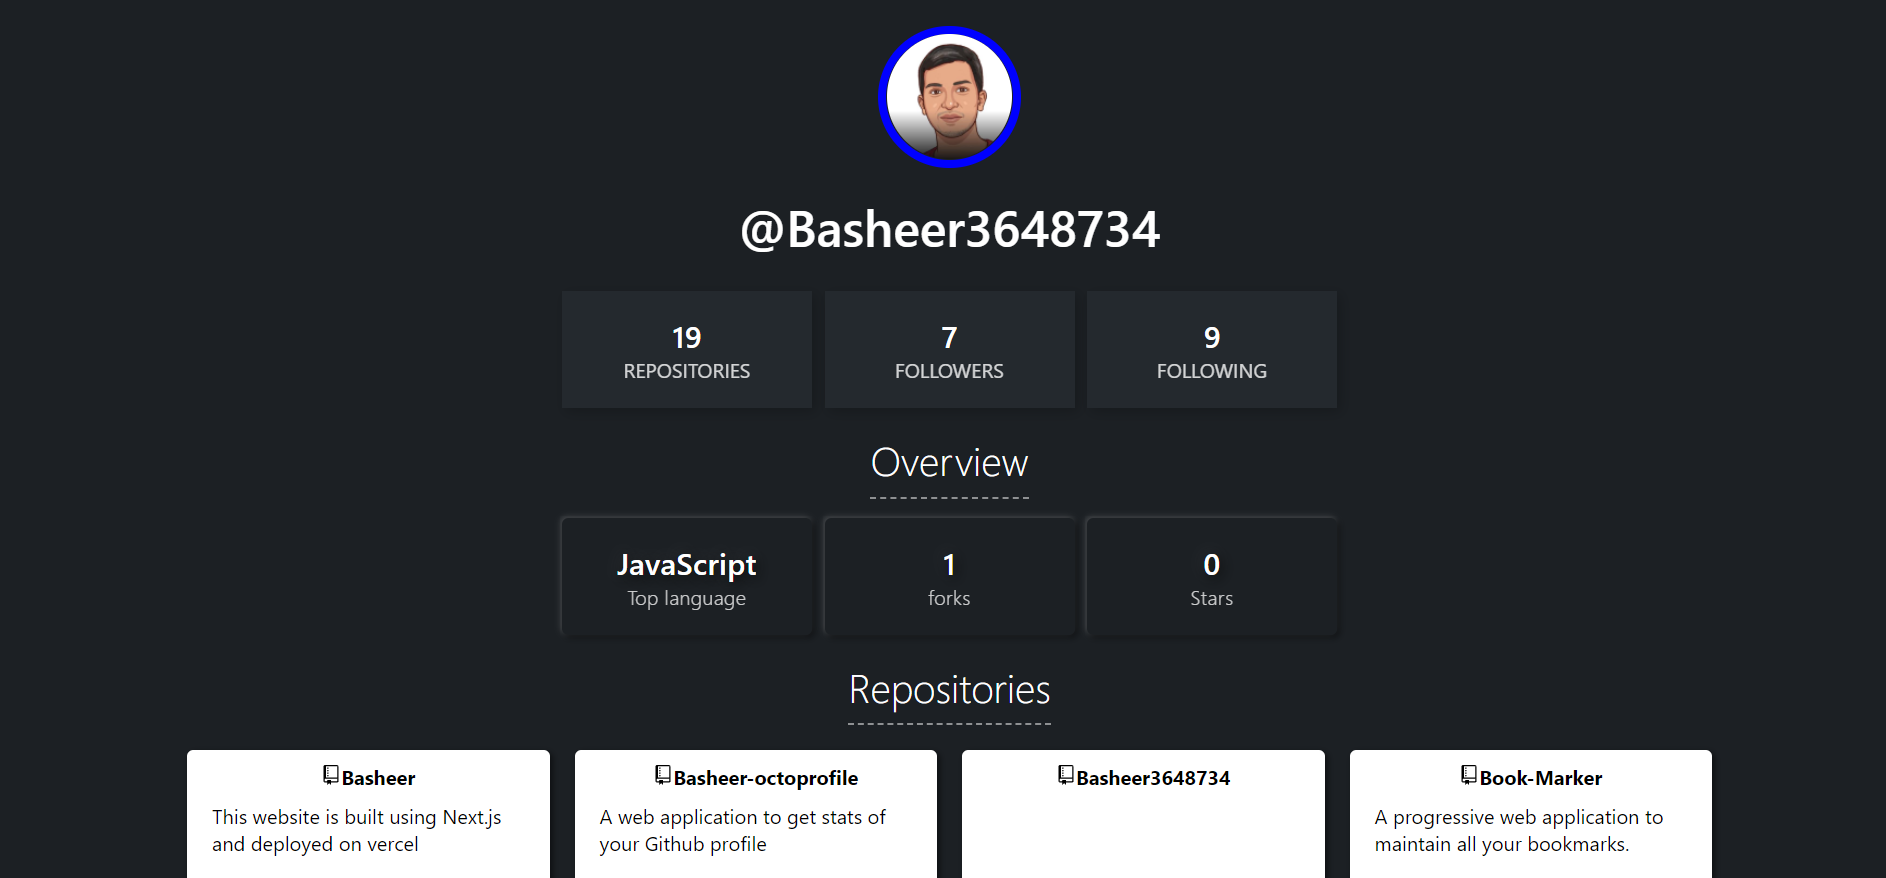 @Basheer3648734
19
REPOSITORIES
7
FOLLOWERS
9
FOLLOWING
Overview
JavaScript
Top language
1
forks
0
Stars
Repositories
Basheer
This website is built using Next.js
and deployed on vercel
Basheer-octoprofile
A web application to get stats of
your Github profile
Basheer3648734
Book-Marker
A progressive web application to
maintain all your bookmarks.